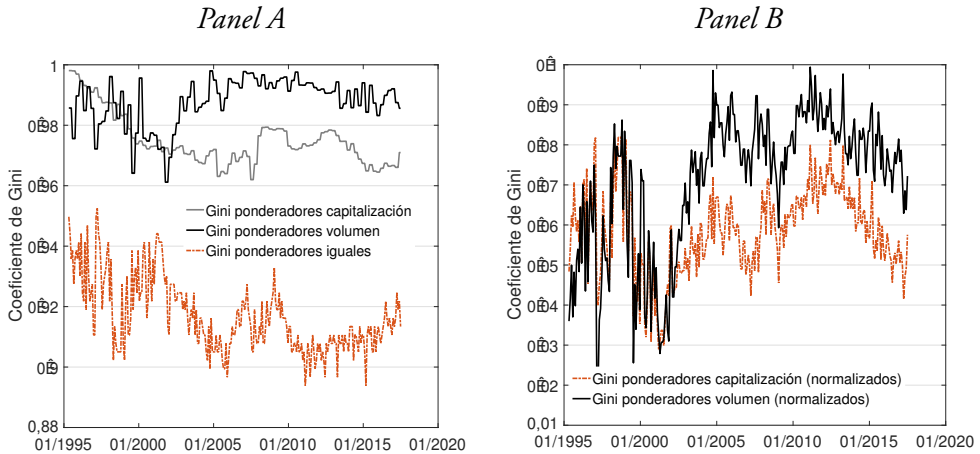 Panel A
Coeficiente de Gini
1
0,88
Gini ponderadores capitalización
Gini ponderadores volumen
Gini ponderadores iguales
01/1995 01/2000 01/2005 01/2010 01/2015 01/2020
Panel B
Coeficiente de Gini
0,01
Gini ponderadores capitalización (normalizados)
Gini ponderadores volumen (normalizados)
01/1995 01/2000 01/2005 01/2010 01/2015 01/2020